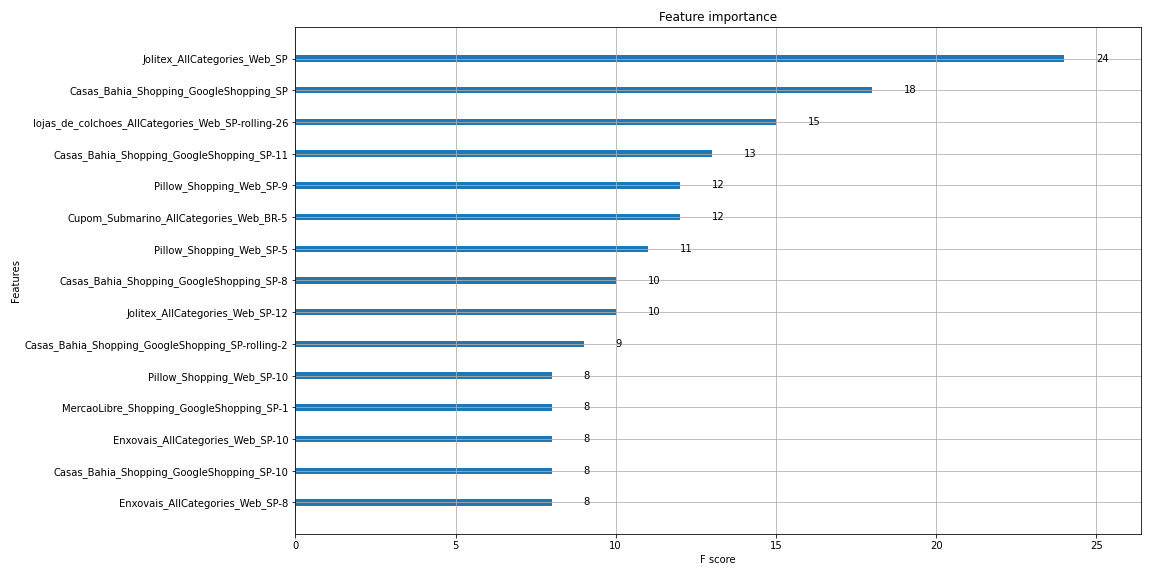 Feature importance
Features
Jolitex_AllCategories_Web_SP
24
Casas_Bahia_Shopping_GoogleShopping_SP
18
lojas_de_colchoes_AllCategories_Web_SP-rolling-26
15
Casas_Bahia_Shopping_GoogleShopping_SP-11
13
Pillow_Shopping_Web_SP-9
12
Cupom_Submarino_AllCategories_Web_BR-5
12
Pillow_Shopping_Web_SP-5
11
Casas_Bahia_Shopping_GoogleShopping_SP-8
10
Jolitex_AllCategories_Web_SP-12
10
Casas_Bahia_Shopping_GoogleShopping_SP-rolling-2
9
Pillow_Shopping_Web_SP-10
8
MercaoLibre_Shopping_GoogleShopping_SP-1
8
Enxovais_AllCategories_Web_SP-10
8
Casas_Bahia_Shopping_GoogleShopping_SP-10
8
Enxovais_AllCategories_Web_SP-8
8
0 5 10 15 20 25
F score